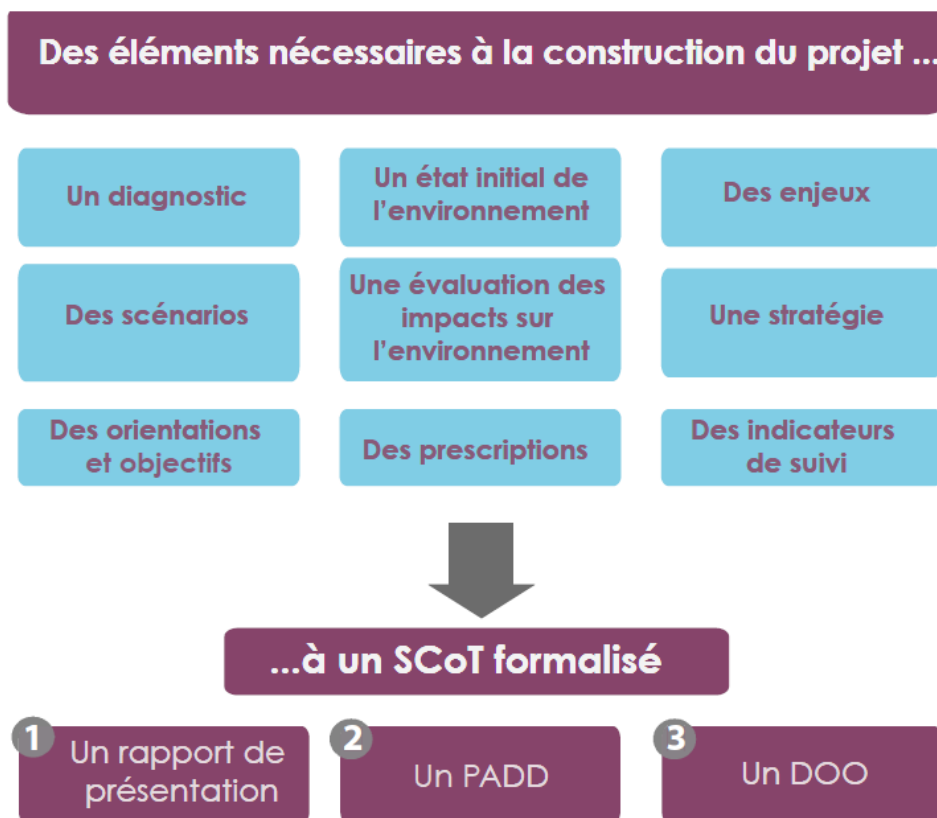 Des éléments nécessaires à la construction du projet ...
Un diagnostic
Un état initial de
l'environnement
Des enjeux
Des scénarios
Une évaluation des
impacts sur
l'environnement
Une stratégie
Des orientations
et objectifs
Des prescriptions
Des indicateurs
de suivi
...à un SCoT formalisé
1
Un rapport de
présentation
2
Un PADD
3
Un DOO